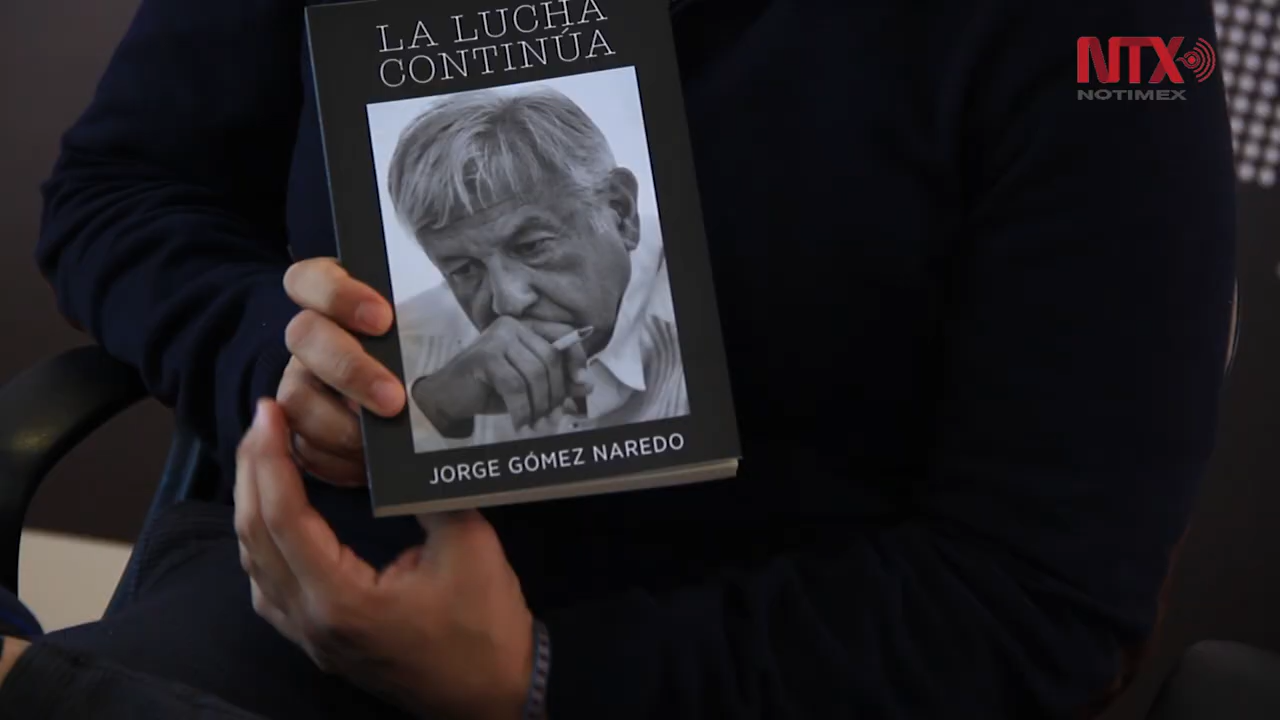 LA LUCHA
CONTINÚA
JORGE GÓMEZ NAREDO
NTX
NOTIMEX